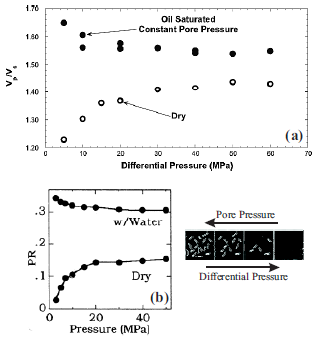 Oil Saturated
Constant Pore Pressure
Dry
(a)
Vp/Vs
1.70
1.60
1.50
1.40
1.30
1.20
0 10 20 30 40 50 60 70
Differential Pressure (MPa)
w/Water
Dry
(b)
PR
.3
.2
.1
0
0 10 20 30 40
Pressure (MPa)
Pore Pressure
Differential Pressure